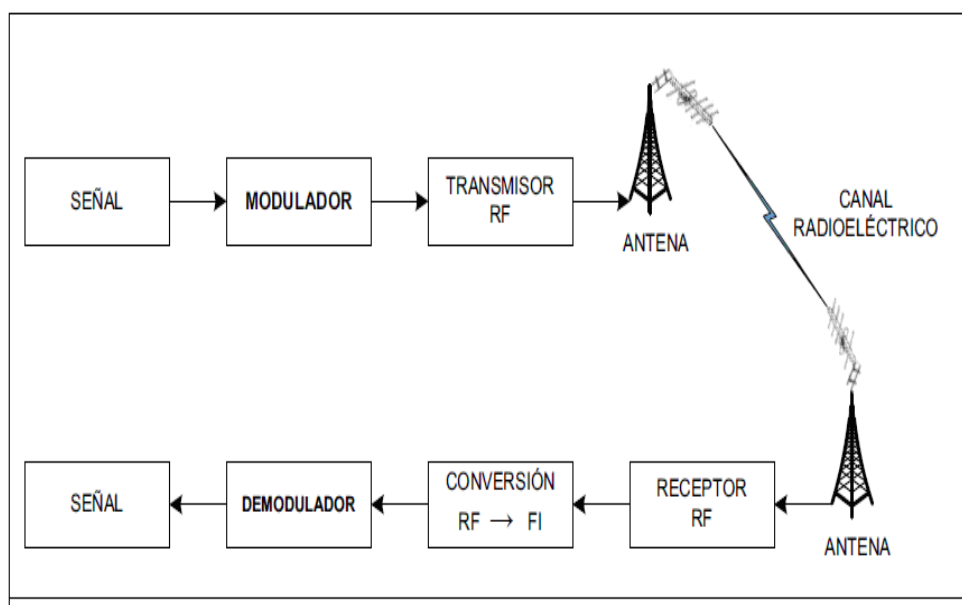 SEÑAL
MODULADOR
TRANSMISOR
RF
ANTENA
CANAL
RADIOELÉCTRICO
SEÑAL
DEMODULADOR
CONVERSIÓN
RF → FI
RECEPTOR
RF
ANTENA